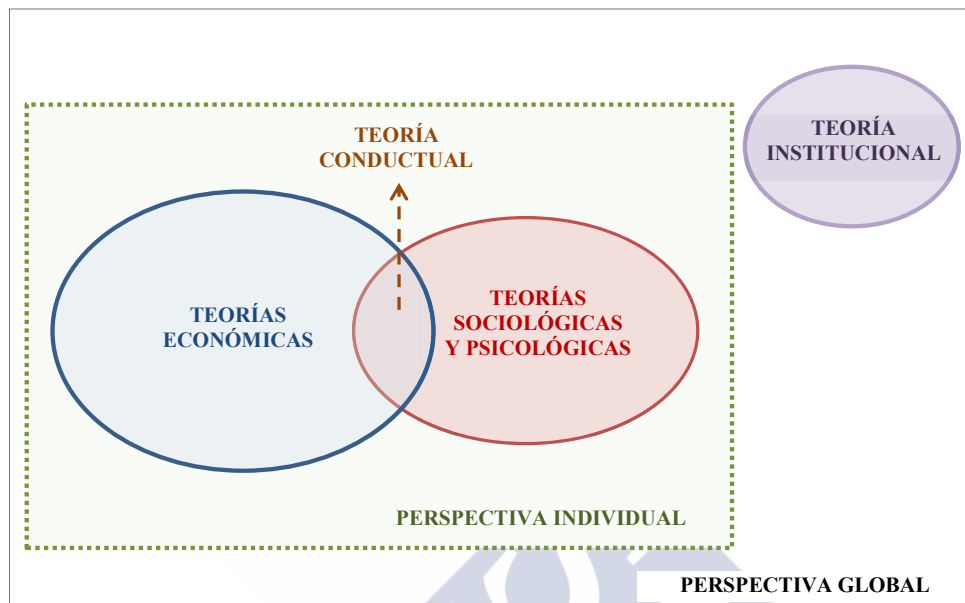 TEORÍA
CONDUCTUAL
TEORÍA
INSTITUCIONAL
TEORÍAS
ECONÓMICAS
TEORÍAS
SOCIOLÓGICAS
Y PSICOLÓGICAS
PERSPECTIVA INDIVIDUAL
PERSPECTIVA GLOBAL